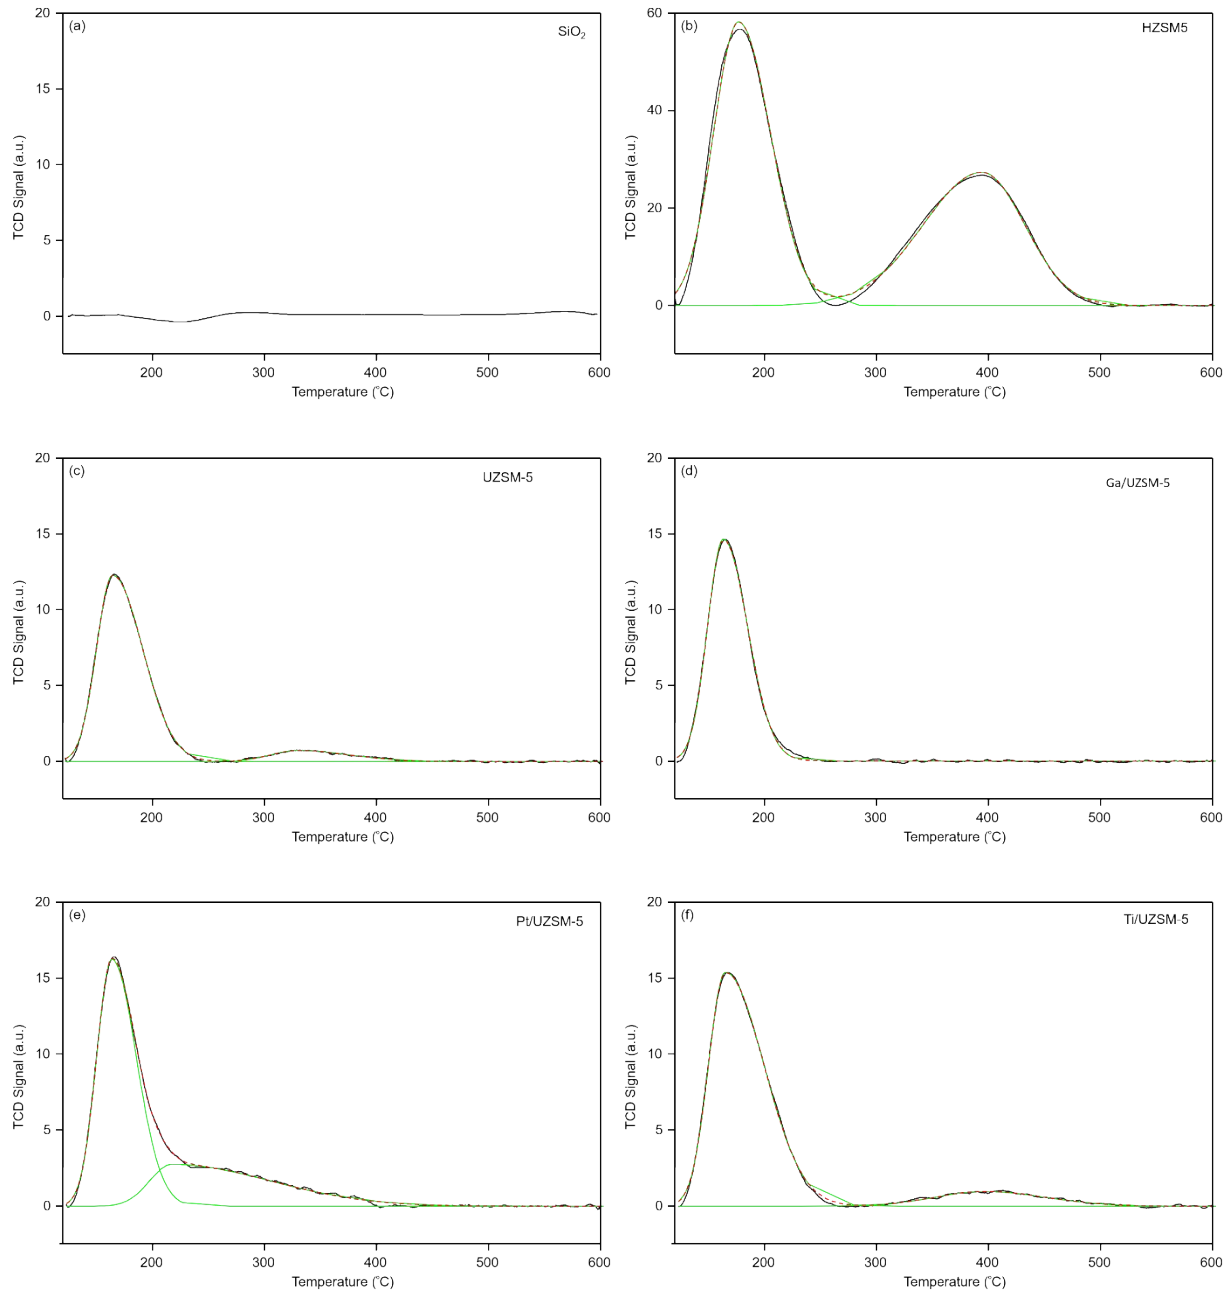 (a)
SiO₂
20
15
10
5
0
TCD Signal (a.u.)
200 300 400 500 600
Temperature (°C)
(b)
HZSM5
60
40
20
0
TCD Signal (a.u.)
200 300 400 500 600
Temperature (°C)
(c)
UZSM-5
20
15
10
5
0
TCD Signal (a.u.)
200 300 400 500 600
Temperature (°C)
(d)
Ga/UZSM-5
20
15
10
5
0
TCD Signal (a.u.)
200 300 400 500 600
Temperature (°C)
(e)
Pt/UZSM-5
20
15
10
5
0
TCD Signal (a.u.)
200 300 400 500 600
Temperature (°C)
(f)
Ti/UZSM-5
20
15
10
5
0
TCD Signal (a.u.)
200 300 400 500 600
Temperature (°C)